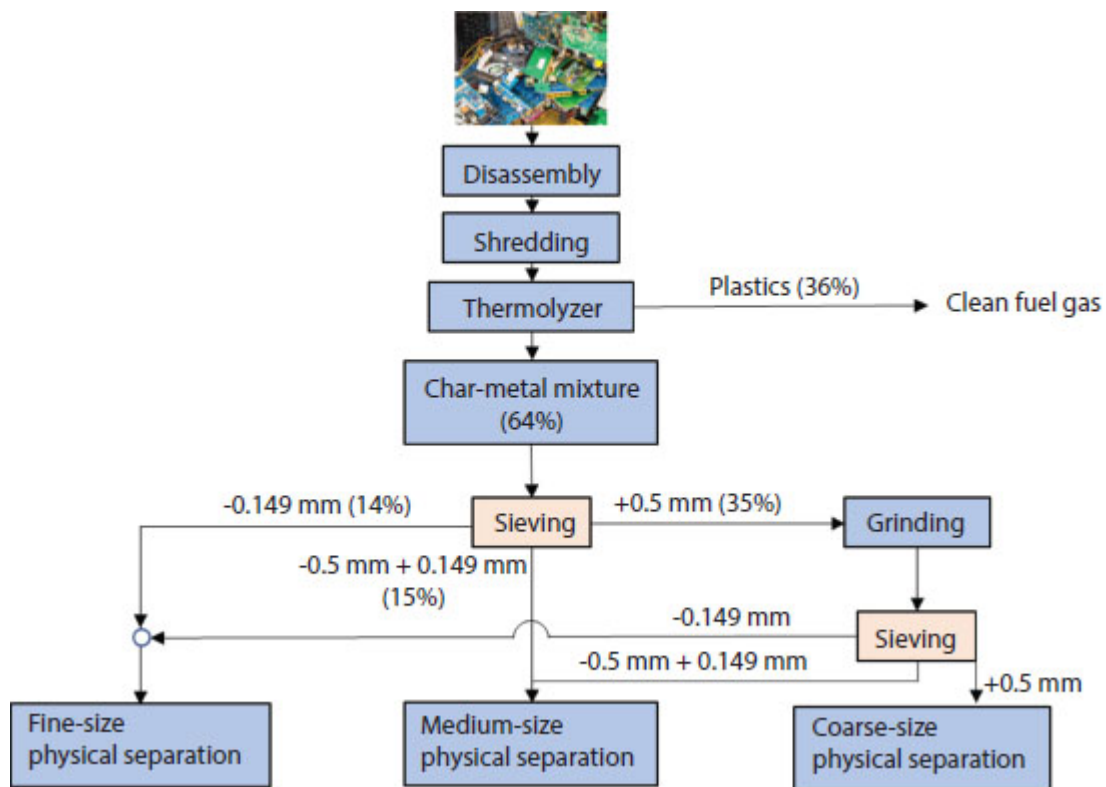 Disassembly
Shredding
Thermolyzer
Plastics (36%)
Clean fuel gas
Char-metal mixture
(64%)
-0.149 mm (14%)
Sieving
+0.5 mm (35%)
Grinding
-0.5 mm + 0.149 mm
(15%)
-0.149 mm
Sieving
-0.5 mm + 0.149 mm
+0.5 mm
Fine-size
physical separation
Medium-size
physical separation
Coarse-size
physical separation